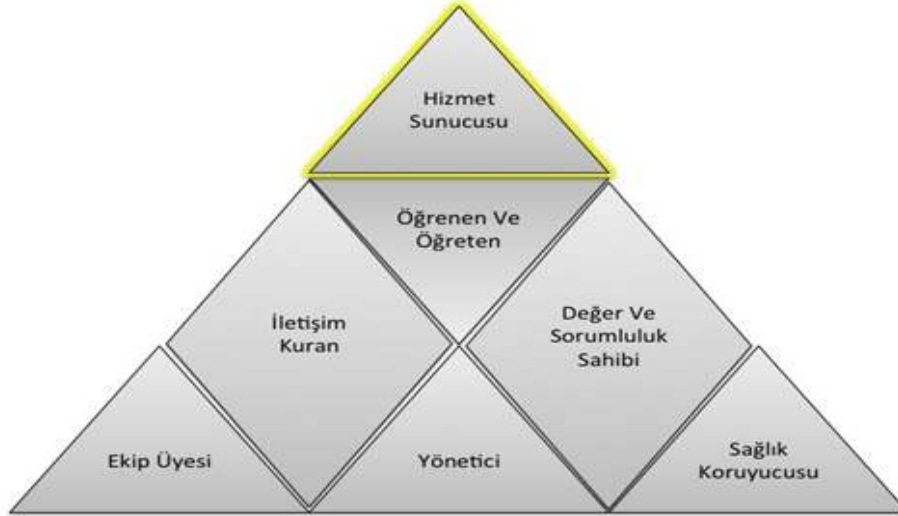 Hizmet
Sunucusu
Öğrenen Ve
Öğreten
İletişim
Kuran
Değer Ve
Sorumluluk
Sahibi
Ekip Üyesi
Yönetici
Sağlık
Koruyucusu